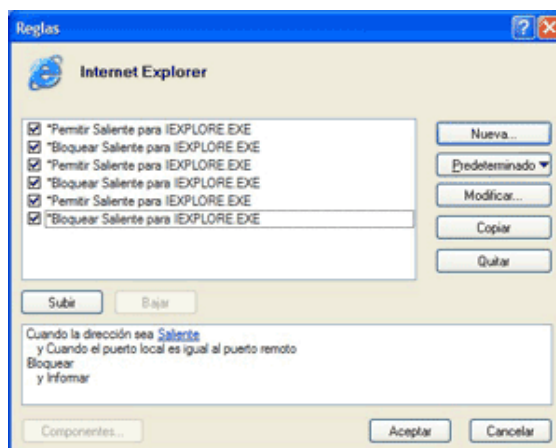 Reglas
Internet Explorer
*Permitir Saliente para IEXPLORE.EXE
*Bloquear Saliente para IEXPLORE.EXE
*Permitir Saliente para IEXPLORE.EXE
*Bloquear Saliente para IEXPLORE.EXE
*Permitir Saliente para IEXPLORE.EXE
*Bloquear Saliente para IEXPLORE.EXE
Nueva...
Predeterminado
Modificar...
Copiar
Quitar
Subir
Bajar
Cuando la dirección sea Saliente
y Cuando el puerto local es igual al puerto remoto
Bloquear
y Informar
Componentes...
Aceptar
Cancelar